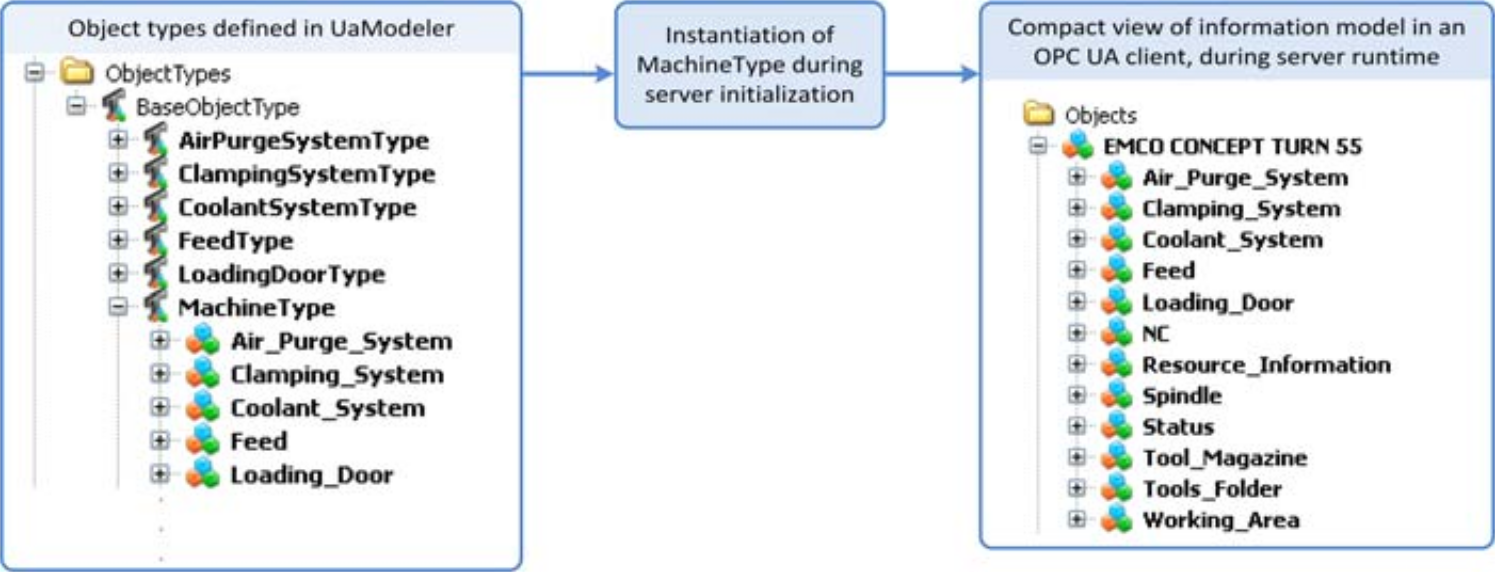 Object types defined in UaModeler
ObjectTypes
BaseObjectType
AirPurgeSystemType
ClampingSystemType
CoolantSystemType
FeedType
LoadingDoorType
MachineType
Air_Purge_System
Clamping_System
Coolant_System
Feed
Loading_Door
Instantiation of
MachineType during
server initialization
Compact view of information model in an
OPC UA client, during server runtime
Objects
EMCO CONCEPT TURN 55
Air_Purge_System
Clamping_System
Coolant_System
Feed
Loading_Door
NC
Resource_Information
Spindle
Status
Tool_Magazine
Tools_Folder
Working_Area